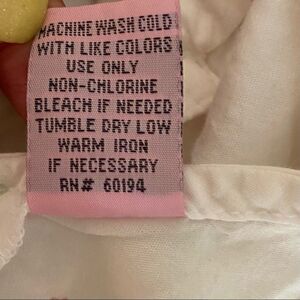 MACHINE WASH COLD
WITH LIKE COLORS
USE ONLY
NON-CHLORINE
BLEACH IF NEEDED
TUMBLE DRY LOW
WARM IRON
IF NECESSARY
RN# 60194